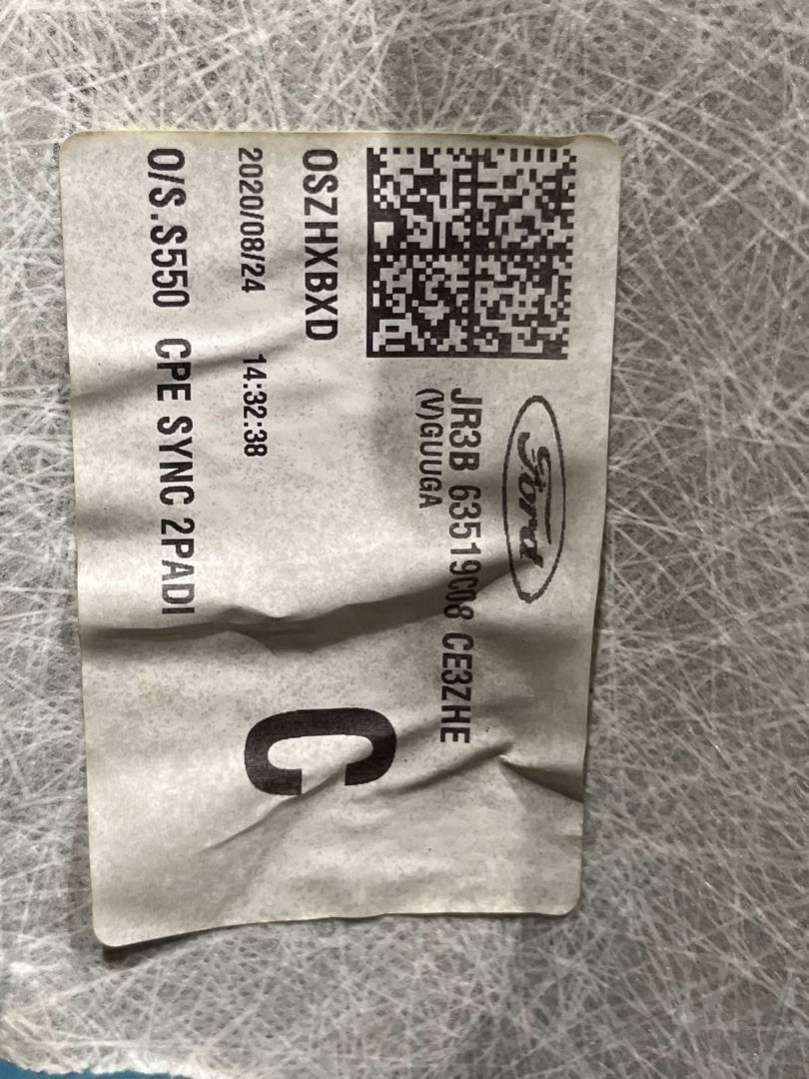 Ford
JR3B 63519C08 CE3ZHE
(V)GUUGA
OSZHXBXD
2020/08/24 14:32:38
C
O/S.S550 CPE SYNC 2PADI